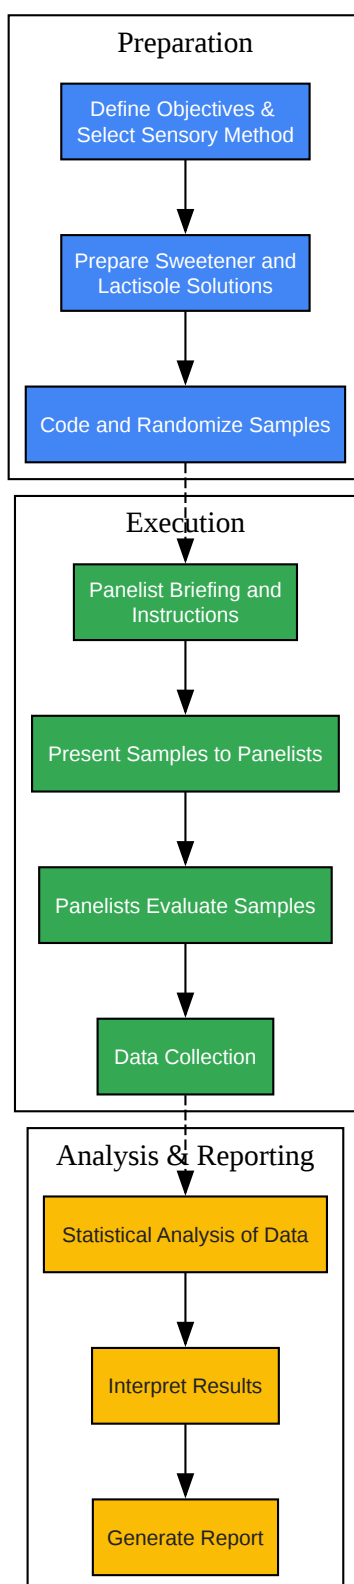 Preparation
Define Objectives &
Select Sensory Method
Prepare Sweetener and
Lactisole Solutions
Code and Randomize Samples
Execution
Panelist Briefing and
Instructions
Present Samples to Panelists
Panelists Evaluate Samples
Data Collection
Analysis & Reporting
Statistical Analysis of Data
Interpret Results
Generate Report